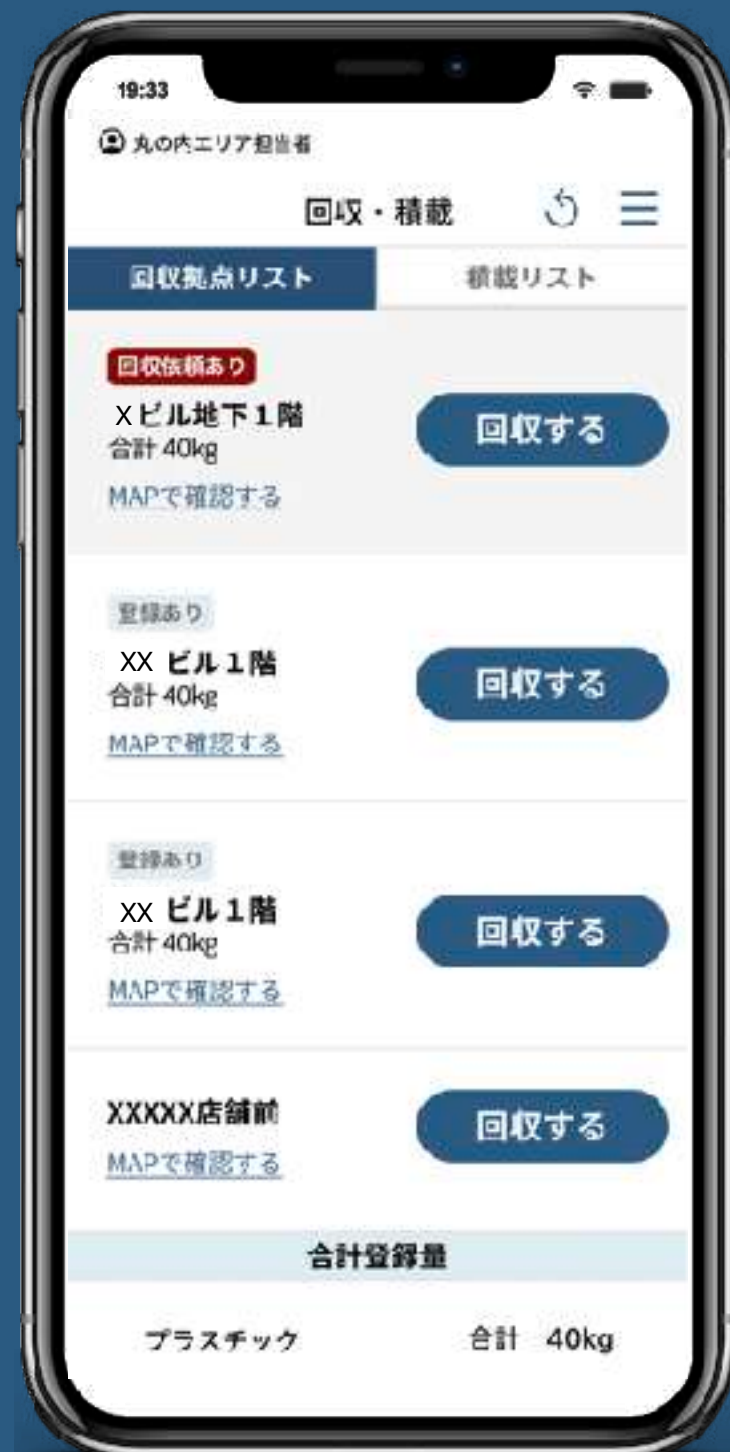 19:33
丸の内エリア担当者
回収・積載
回収拠点リスト
積載リスト
回収依頼あり
Xビル地下1階
合計 40kg
MAPで確認する
回収する
登録あり
XX ビル1階
合計 40kg
MAPで確認する
回収する
登録あり
XX ビル1階
合計 40kg
MAPで確認する
回収する
XXXXX店舗前
MAPで確認する
回収する
合計登録量
プラスチック
合計 40kg